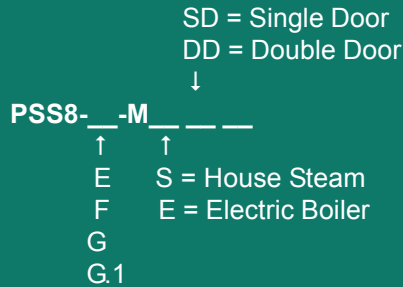 SD = Single Door
DD = Double Door
↓
PSS8-__-M__ __ __
↑ ↑
E S = House Steam
F E = Electric Boiler
G
G.1